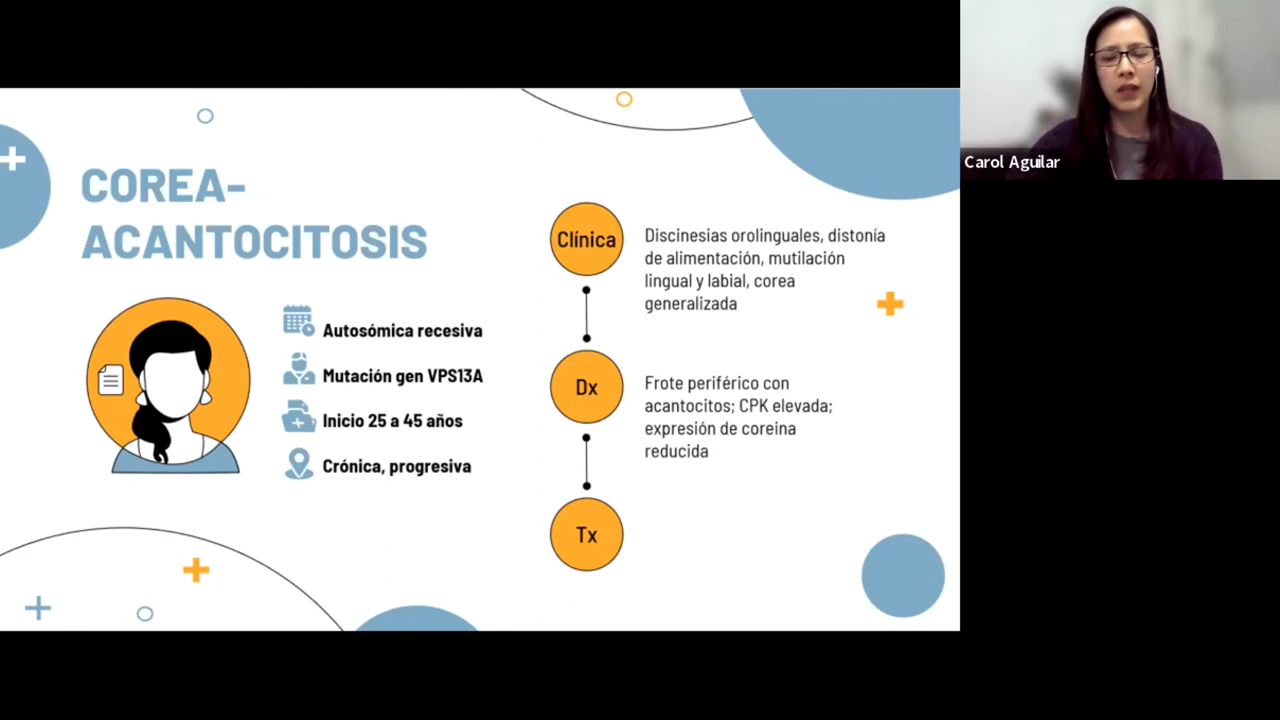 COREA-
ACANTOCITOSIS
Autosómica recesiva
Mutación gen VPS13A
Inicio 25 a 45 años
Crónica, progresiva
Clínica
Discinesias orolinguales, distonía
de alimentación, mutilación
lingual y labial, corea
generalizada
Dx
Frote periférico con
acantocitos; CPK elevada;
expresión de coreina
reducida
Tx
Carol Aguilar